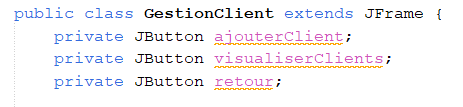 public class GestionClient extends JFrame {
    private JButton ajouterClient;
    private JButton visualiserClients;
    private JButton retour;